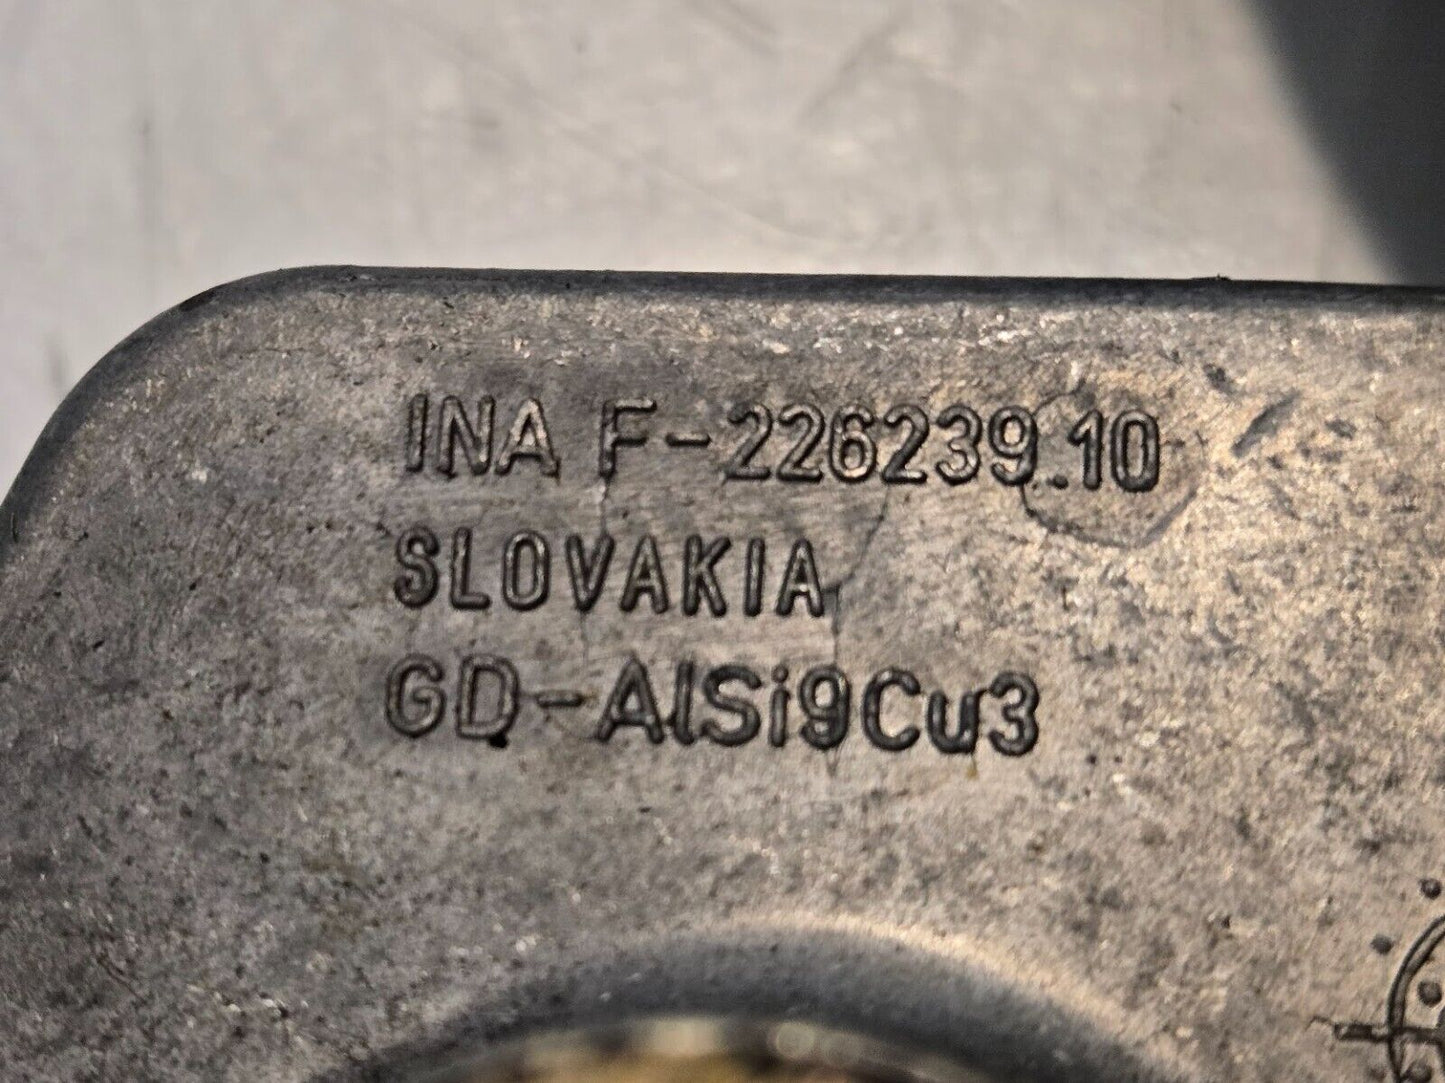 INA F-226239.10
SLOVAKIA
GD-AlSi9Cu3